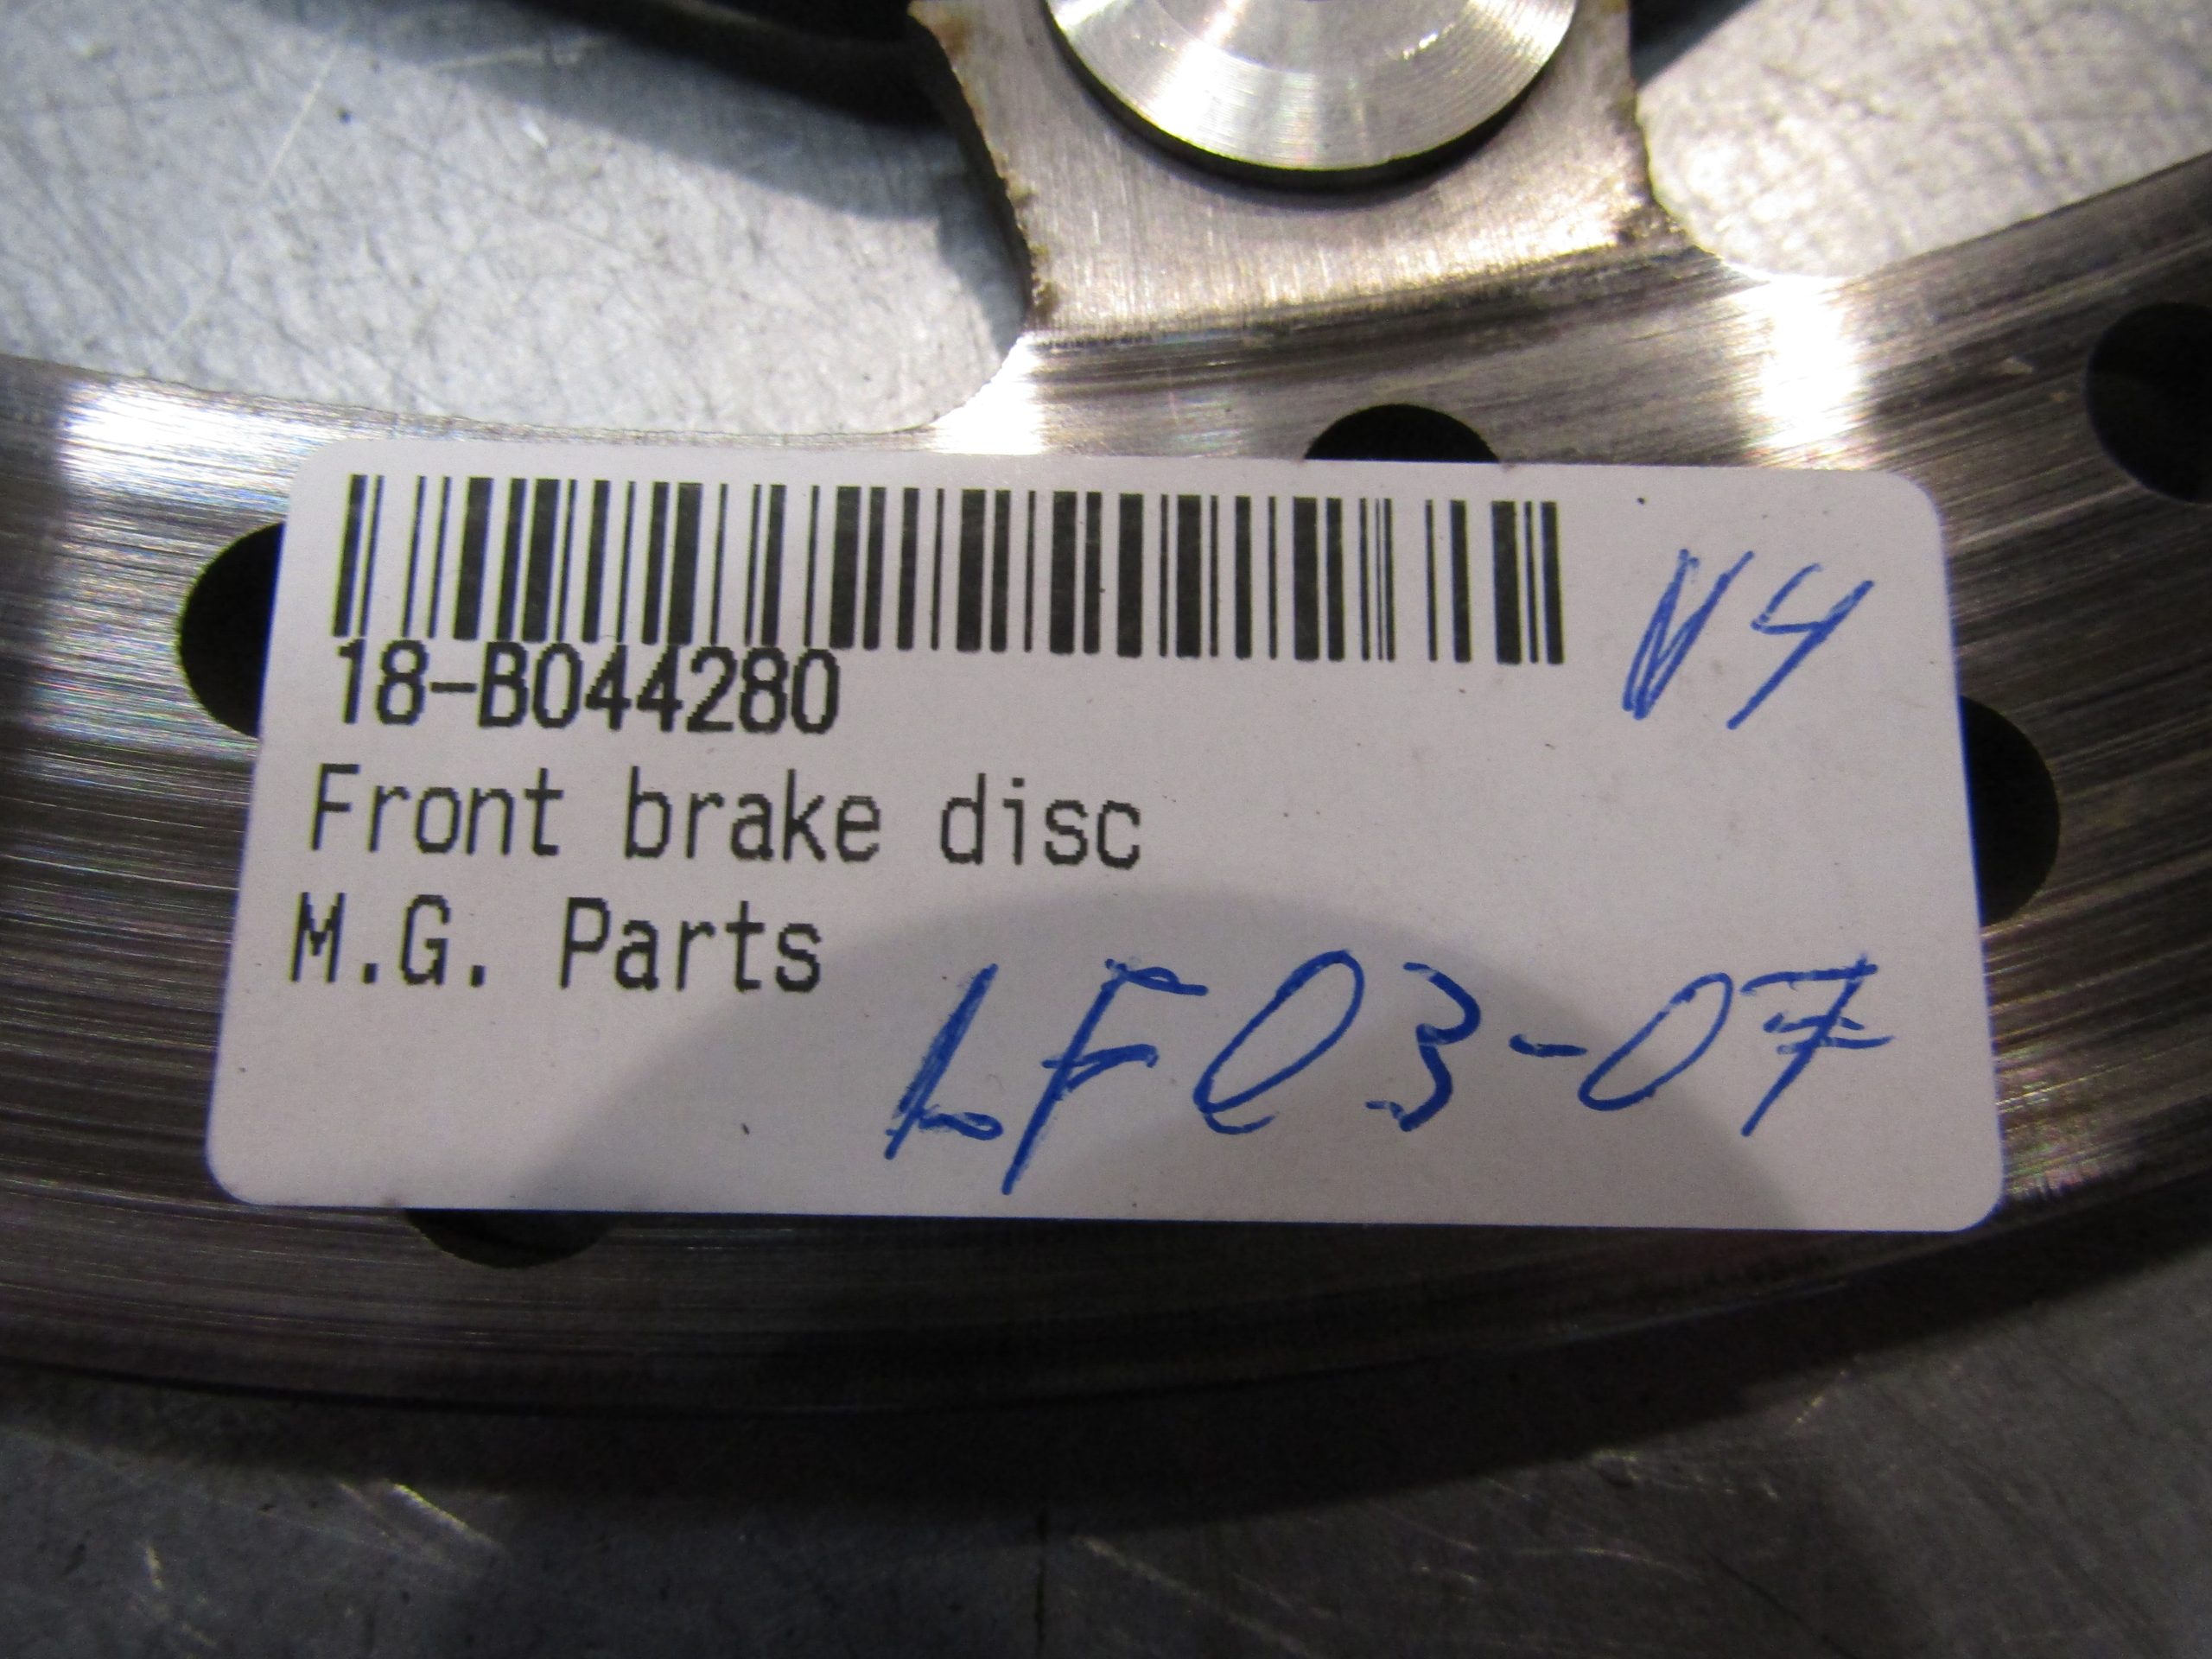 V4
18-B044280
Front brake disc
M.G. Parts
LF03-07